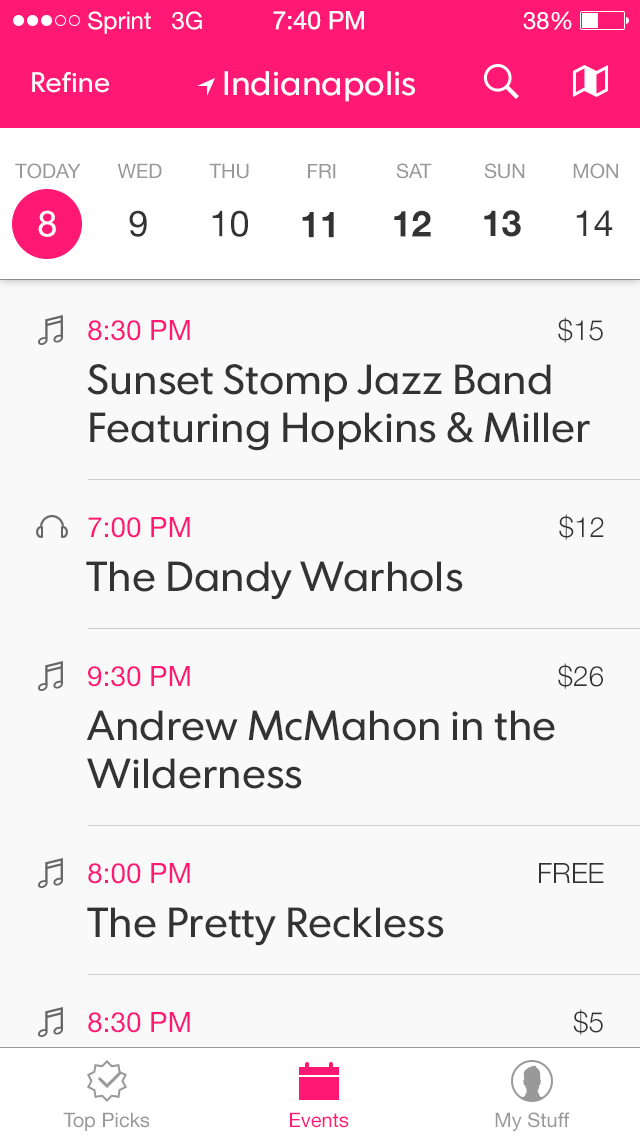 Sprint 3G 7:40 PM 38%
Refine Indianapolis
TODAY WED THU FRI SAT SUN MON
8 9 10 11 12 13 14
8:30 PM $15
Sunset Stomp Jazz Band
Featuring Hopkins & Miller
7:00 PM $12
The Dandy Warhols
9:30 PM $26
Andrew McMahon in the
Wilderness
8:00 PM FREE
The Pretty Reckless
8:30 PM $5
Top Picks Events My Stuff